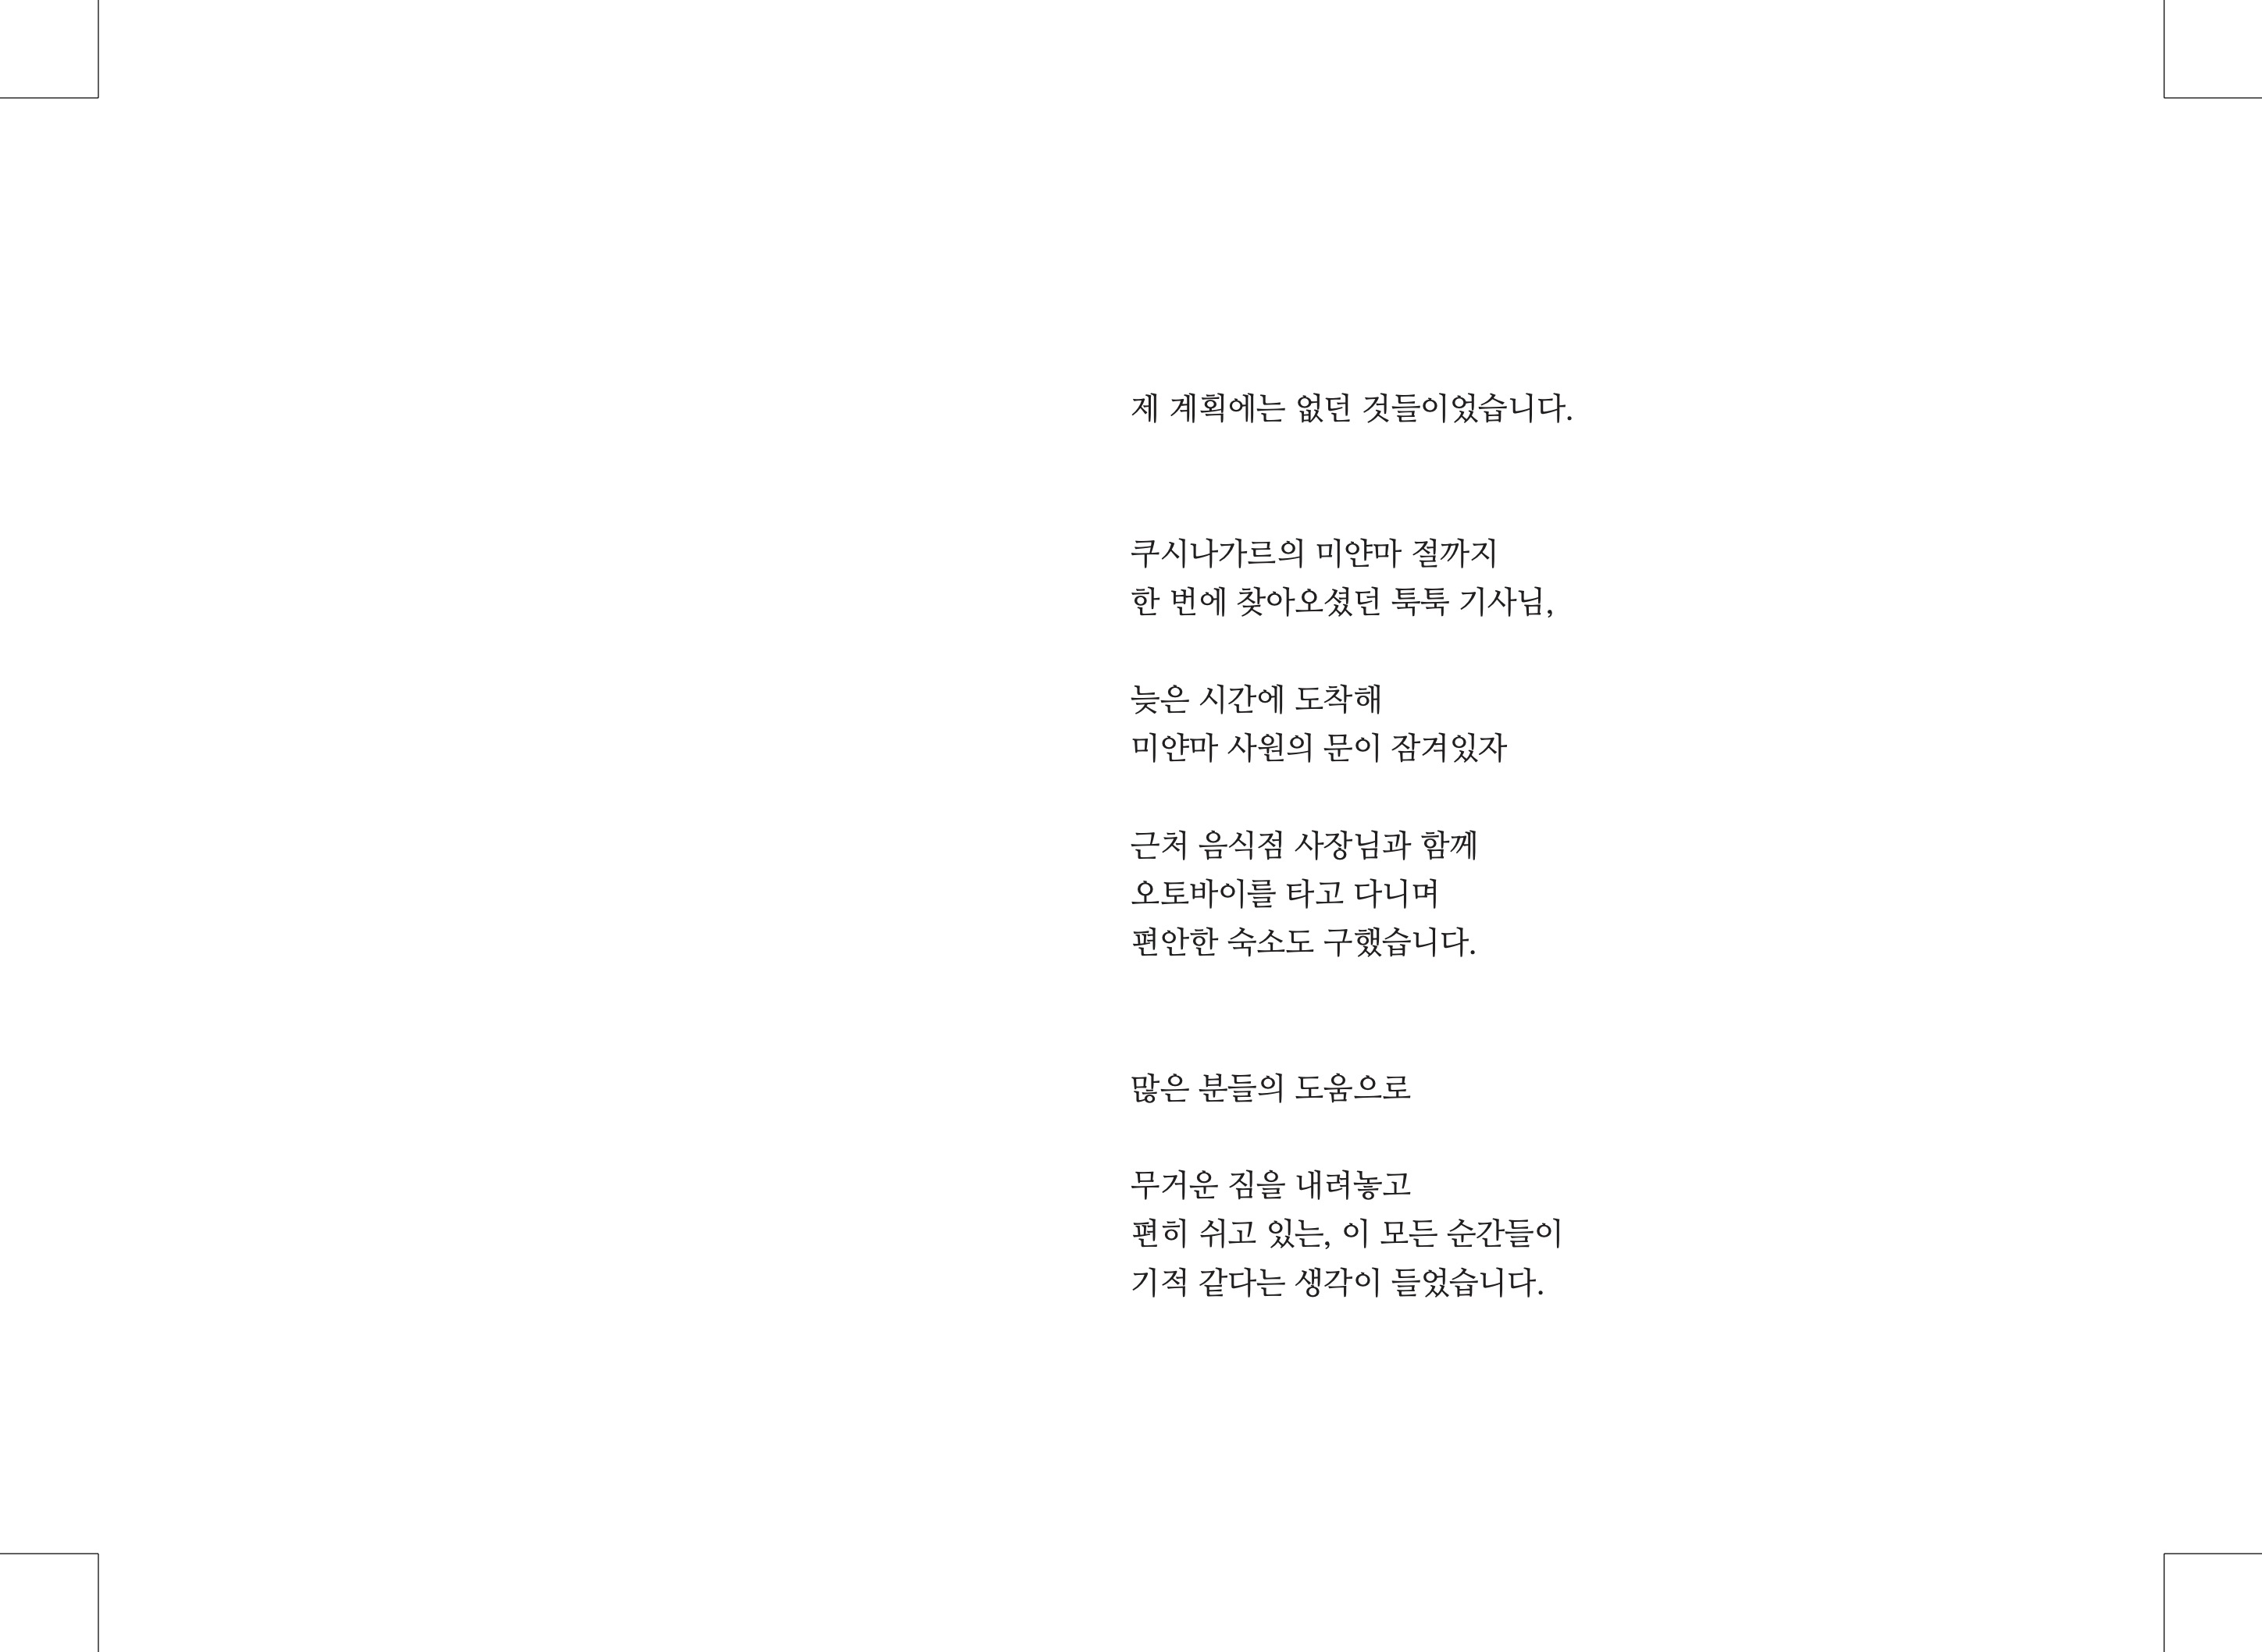 제 계획에는 없던 것들이었습니다.
쿠시나가르의 미얀마 절까지
한 번에 찾아오셨던 툭툭 기사님,
늦은 시간에 도착해
미얀마 사원의 문이 잠겨있자
근처 음식점 사장님과 함께
오토바이를 타고 다니며
편안한 숙소도 구했습니다.
많은 분들의 도움으로
무거운 짐을 내려놓고
편히 쉬고 있는, 이 모든 순간들이
기적 같다는 생각이 들었습니다.